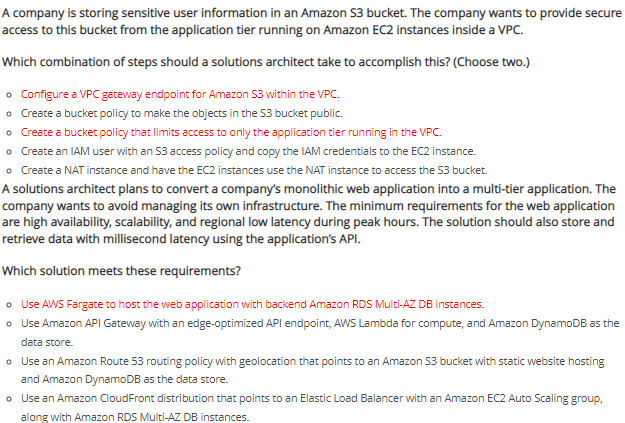 A company is storing sensitive user information in an Amazon S3 bucket. The company wants to provide secure
access to this bucket from the application tier running on Amazon EC2 instances inside a VPC.
Which combination of steps should a solutions architect take to accomplish this? (Choose two.)
Configure a VPC gateway endpoint for Amazon S3 within the VPC.
Create a bucket policy to make the objects in the S3 bucket public.
Create a bucket policy that limits access to only the application tier running in the VPC.
Create an IAM user with an S3 access policy and copy the IAM credentials to the EC2 instance.
Create a NAT instance and have the EC2 instances use the NAT instance to access the S3 bucket.
A solutions architect plans to convert a company's monolithic web application into a multi-tier application. The
company wants to avoid managing its own infrastructure. The minimum requirements for the web application
are high availability, scalability, and regional low latency during peak hours. The solution should also store and
retrieve data with millisecond latency using the application's API.
Which solution meets these requirements?
Use AWS Fargate to host the web application with backend Amazon RDS Multi-AZ DB instances.
Use Amazon API Gateway with an edge-optimized API endpoint, AWS Lambda for compute, and Amazon DynamoDB as the
data store.
Use an Amazon Route 53 routing policy with geolocation that points to an Amazon S3 bucket with static website hosting
and Amazon DynamoDB as the data store.
Use an Amazon CloudFront distribution that points to an Elastic Load Balancer with an Amazon EC2 Auto Scaling group,
along with Amazon RDS Multi-AZ DB instances.